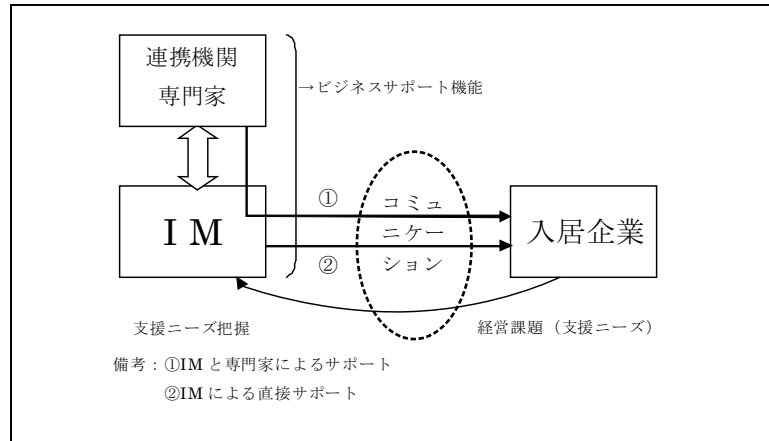 連携機関
専門家
→ビジネスサポート機能
IM
①
②
コミュ
ニケー
ション
入居企業
支援ニーズ把握
経営課題（支援ニーズ）
備考：①IMと専門家によるサポート
②IMによる直接サポート